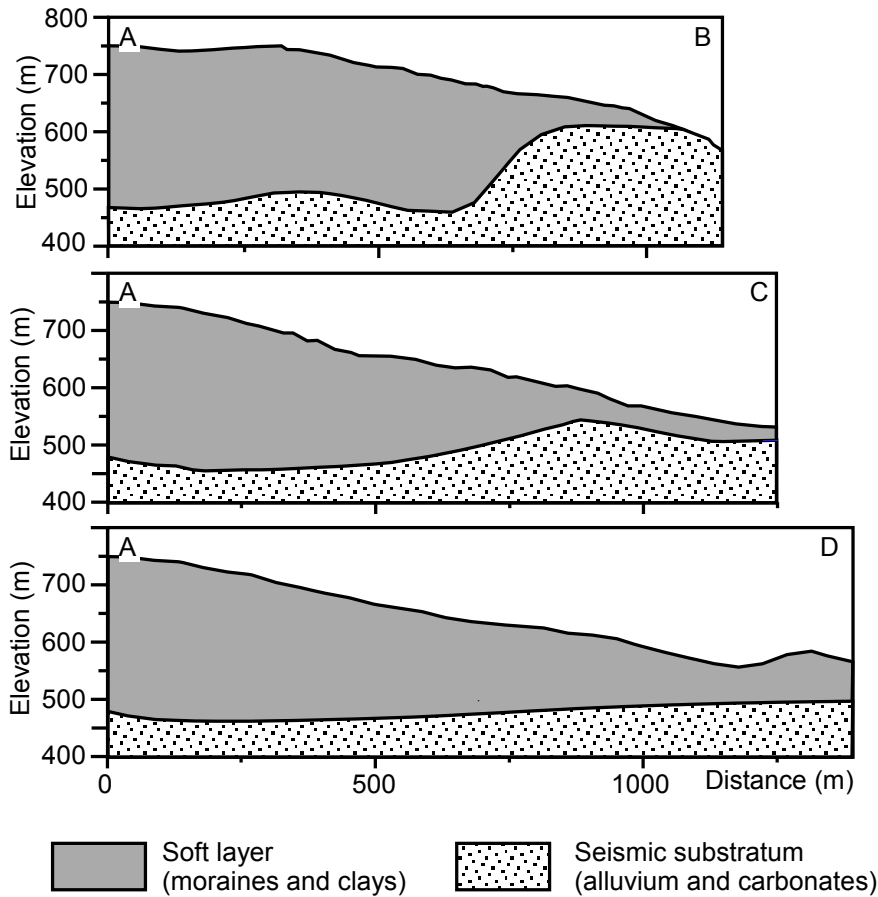 800
A
B
700
Elevation (m)
600
500
400
A
C
700
Elevation (m)
600
500
400
A
D
700
Elevation (m)
600
500
400
0
500
1000
Distance (m)
Soft layer
(moraines and clays)
Seismic substratum
(alluvium and carbonates)